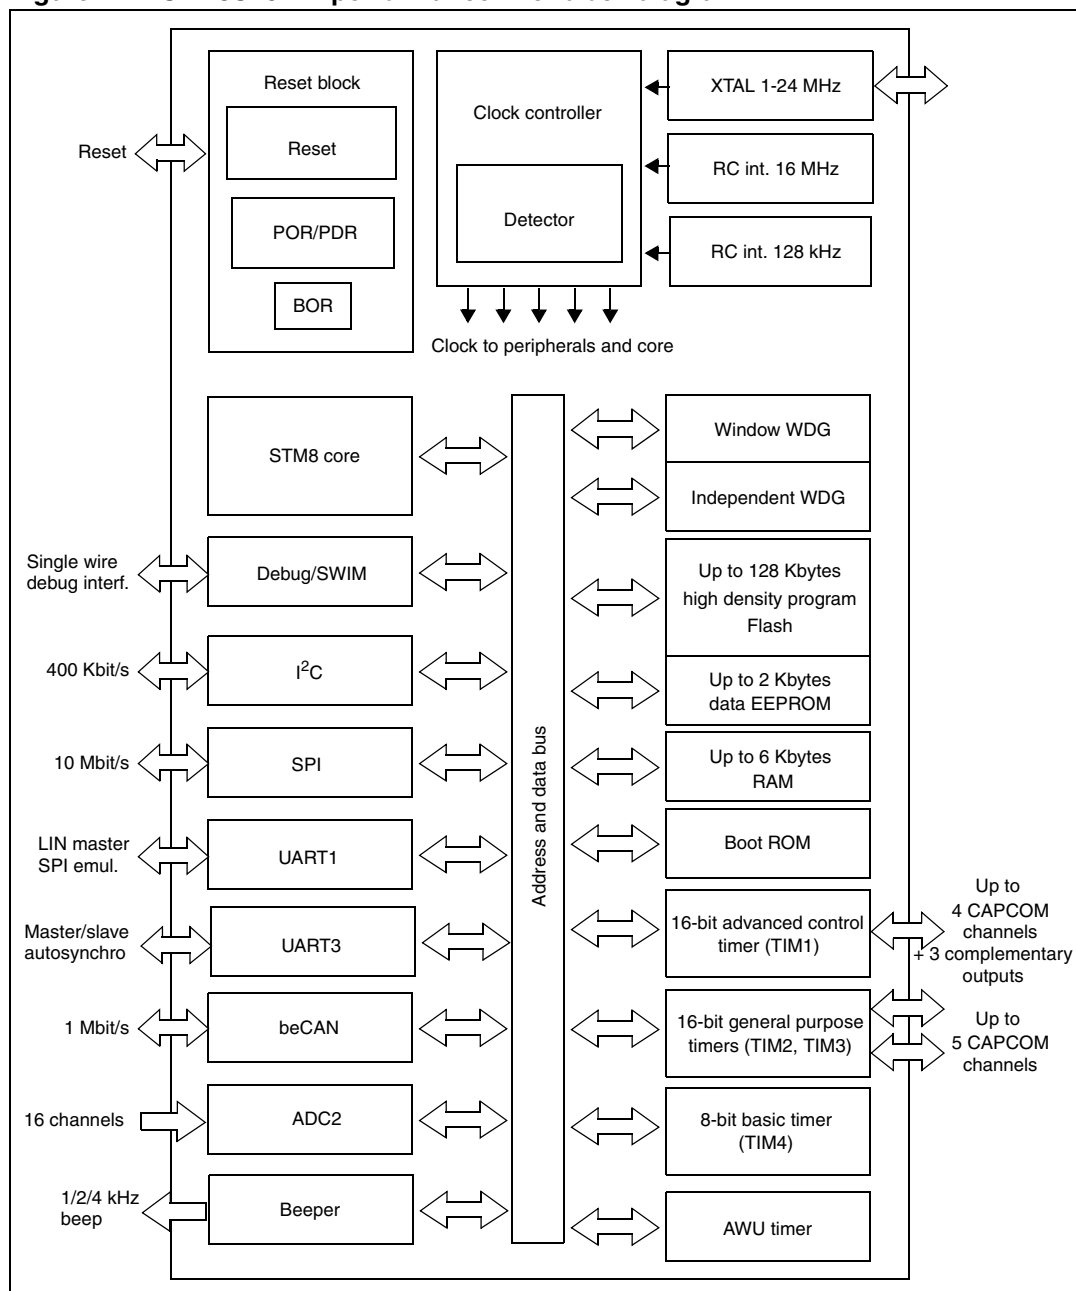 Reset block
Reset
POR/PDR
BOR
Reset
Clock controller
Detector
XTAL 1-24 MHz
RC int. 16 MHz
RC int. 128 kHz
Clock to peripherals and core
STM8 core
Single wire
debug interf.
Debug/SWIM
400 Kbit/s
I²C
10 Mbit/s
SPI
LIN master
SPI emul.
UART1
Master/slave
autosynchro
UART3
1 Mbit/s
beCAN
16 channels
ADC2
1/2/4 kHz
beep
Beeper
Address and data bus
Window WDG
Independent WDG
Up to 128 Kbytes
high density program
Flash
Up to 2 Kbytes
data EEPROM
Up to 6 Kbytes
RAM
Boot ROM
16-bit advanced control
timer (TIM1)
Up to
4 CAPCOM
channels
+ 3 complementary
outputs
16-bit general purpose
timers (TIM2, TIM3)
Up to
5 CAPCOM
channels
8-bit basic timer
(TIM4)
AWU timer